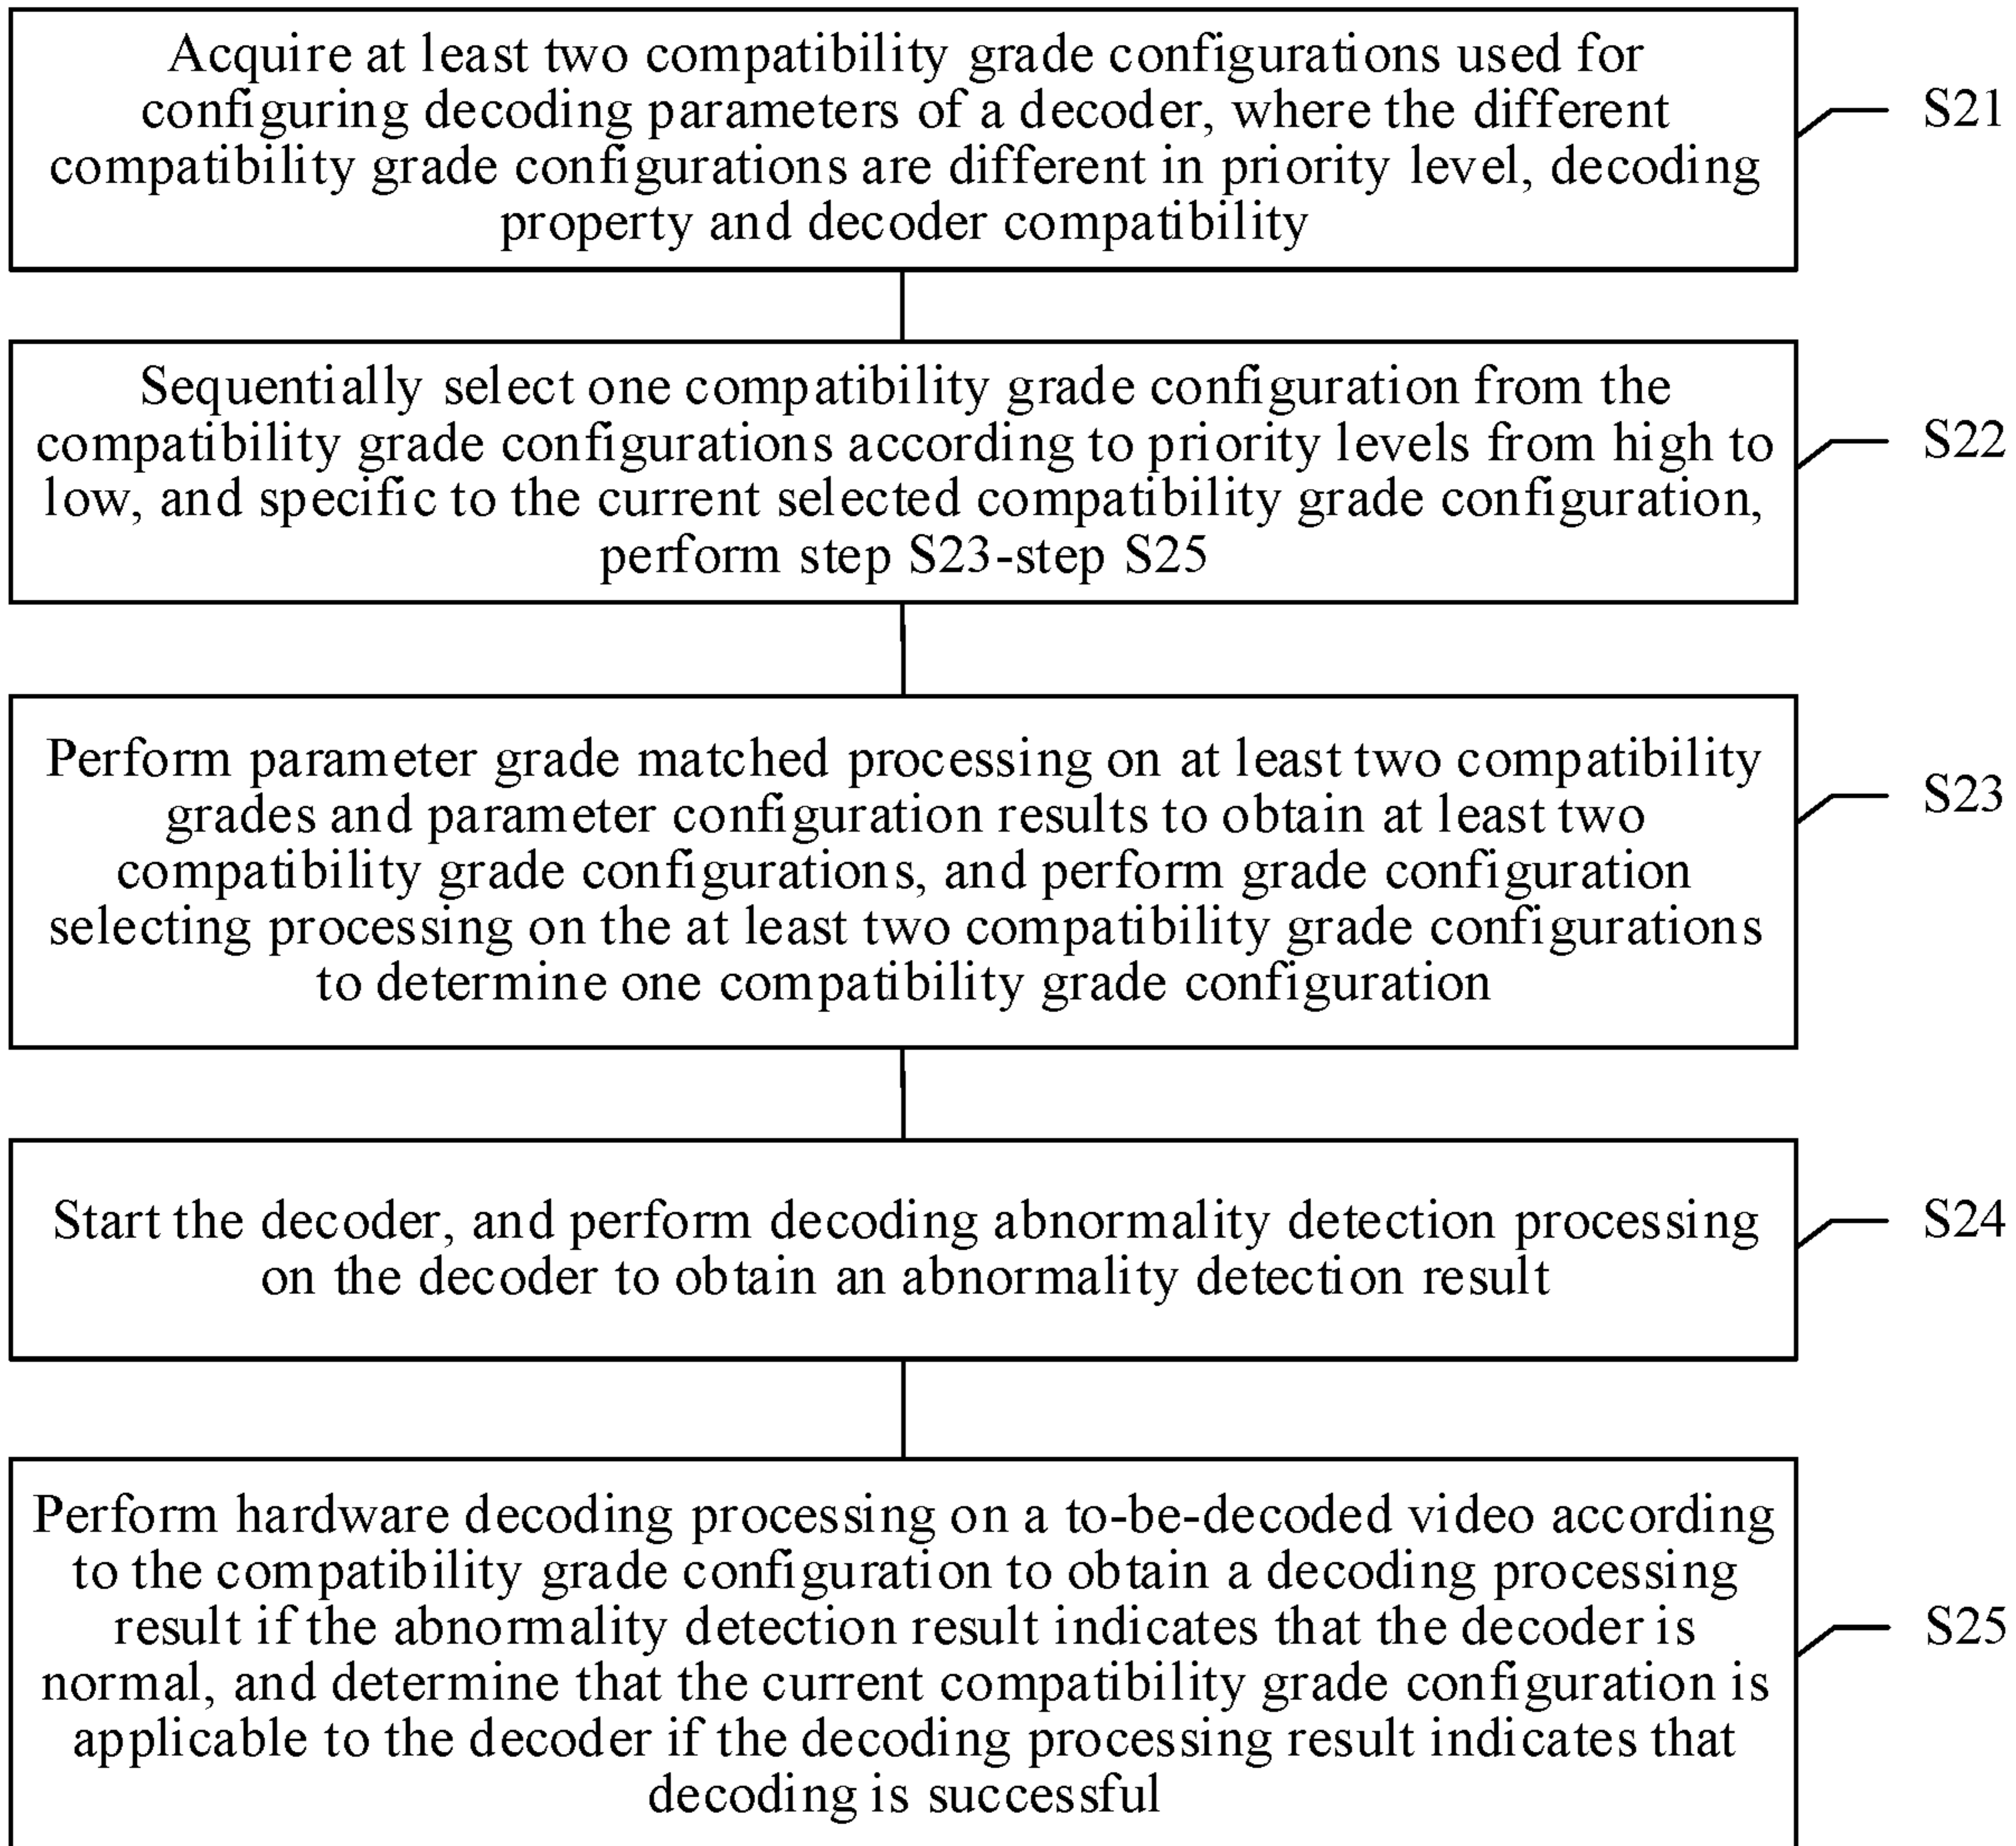 Acquire at least two compatibility grade configurations used for
configuring decoding parameters of a decoder, where the different
compatibility grade configurations are different in priority level, decoding
property and decoder compatibility
S21
Sequentially select one compatibility grade configuration from the
compatibility grade configurations according to priority levels from high to
low, and specific to the current selected compatibility grade configuration,
perform step S23-step S25
S22
Perform parameter grade matched processing on at least two compatibility
grades and parameter configuration results to obtain at least two
compatibility grade configurations, and perform grade configuration
selecting processing on the at least two compatibility grade configurations
to determine one compatibility grade configuration
S23
Start the decoder, and perform decoding abnormality detection processing
on the decoder to obtain an abnormality detection result
S24
Perform hardware decoding processing on a to-be-decoded video according
to the compatibility grade configuration to obtain a decoding processing
result if the abnormality detection result indicates that the decoder is
normal, and determine that the current compatibility grade configuration is
applicable to the decoder if the decoding processing result indicates that
decoding is successful
S25